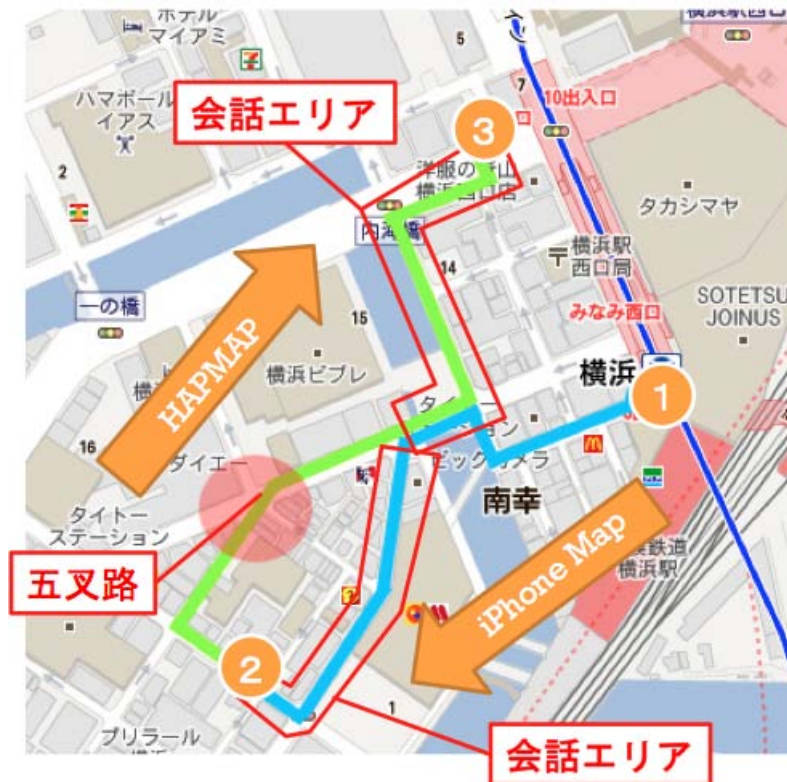 ホテル
マイアミ
5
7
10出入口
ハマボール
イアス
会話エリア
3
2
洋服の青山
横浜西口店
タカシマヤ
内海橋
横浜駅
西口局
14
一の橋
HAPMAP
15
みなみ西口
SOTETSU
JOINUS
横浜ビブレ
横浜
1
16
ダイエー
ビックカメラ
南幸
タイトー
ステーション
五叉路
iPhone Map
横浜駅
2
1
プリラール
会話エリア